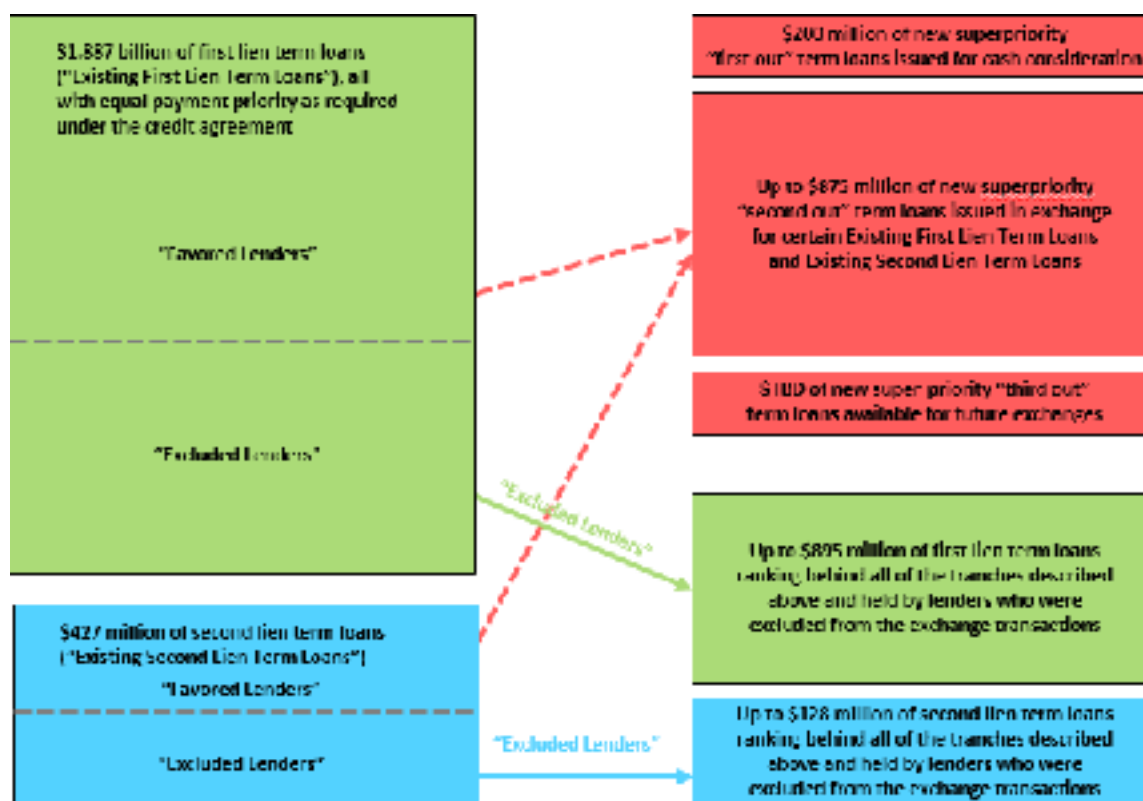 $1.887 billion of first lien term loans
("Existing First Lien Term Loans"), all
with equal payment priority as required
under the credit agreement
"Favored Lenders"
"Excluded Lenders"
$427 million of second lien term loans
("Existing Second Lien Term Loans")
"Favored Lenders"
"Excluded Lenders"
"Excluded Lenders"
"Excluded Lenders"
$200 million of new superpriority
"first out" term loans issued for cash consideration
Up to $875 million of new superpriority
"second out" term loans issued in exchange
for certain Existing First Lien Term Loans
and Existing Second Lien Term Loans
$TBD of new super priority "third out"
term loans available for future exchanges
Up to $895 million of first lien term loans
ranking behind all of the tranches described
above and held by lenders who were
excluded from the exchange transactions
Up to $128 million of second lien term loans
ranking behind all of the tranches described
above and held by lenders who were
excluded from the exchange transactions